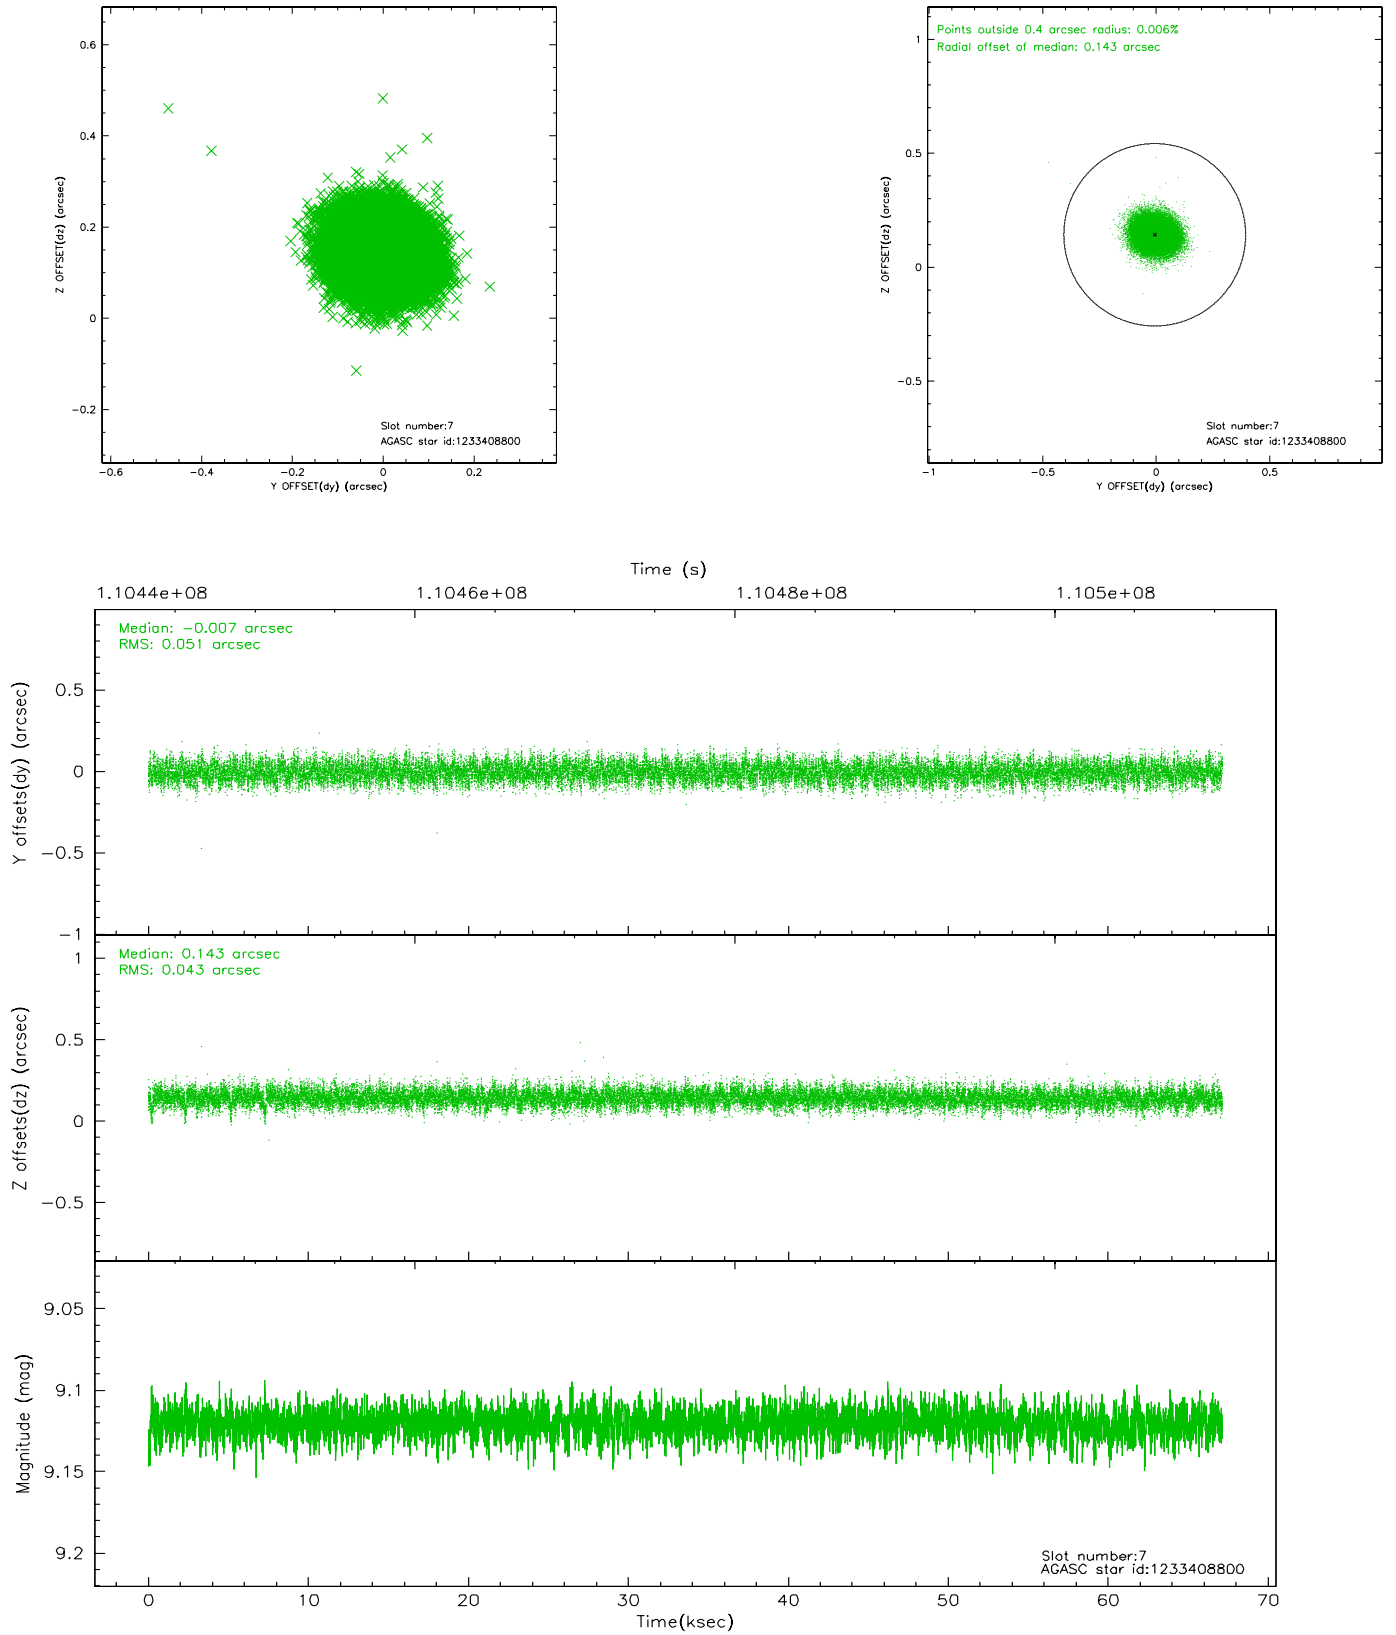 0.6
0.4
0.2
0
-0.2
Z OFFSET(dz) (arcsec)
Slot number:7
AGASC star id:1233408800
-0.6 -0.4 -0.2 0 0.2
Y OFFSET(dy) (arcsec)
Points outside 0.4 arcsec radius: 0.006%
Radial offset of median: 0.143 arcsec
1
0.5
0
-0.5
Z OFFSET(dz) (arcsec)
Slot number:7
AGASC star id:1233408800
-1 -0.5 0 0.5
Y OFFSET(dy) (arcsec)
Time (s)
1.1044e+08 1.1046e+08 1.1048e+08 1.105e+08
Median: -0.007 arcsec
RMS: 0.051 arcsec
0.5
0
-0.5
-1
Y offsets(dy) (arcsec)
Median: 0.143 arcsec
RMS: 0.043 arcsec
1
0.5
0
-0.5
Z offsets(dz) (arcsec)
9.05
9.1
9.15
9.2
Magnitude (mag)
Slot number:7
AGASC star id:1233408800
0 10 20 30 40 50 60 70
Time(ksec)